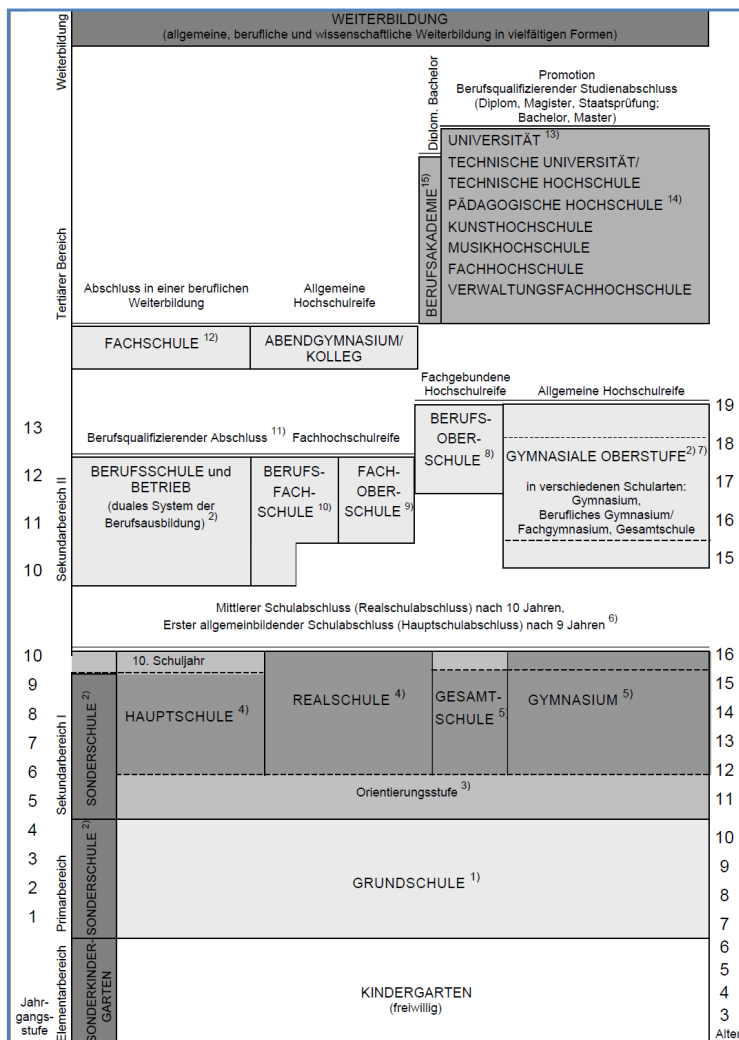 WEITERBILDUNG
(allgemeine, berufliche und wissenschaftliche Weiterbildung in vielfältigen Formen)
Weiterbildung
Diplom. Bachelor
Promotion
Berufsqualifizierender Studienabschluss
(Diplom, Magister, Staatsprüfung;
Bachelor, Master)
Tertiärer Bereich
BERUFSAKADEMIE 15)
UNIVERSITÄT 13)
TECHNISCHE UNIVERSITÄT/
TECHNISCHE HOCHSCHULE
PÄDAGOGISCHE HOCHSCHULE 14)
KUNSTHOCHSCHULE
MUSIKHOCHSCHULE
FACHHOCHSCHULE
VERWALTUNGSFACHHOCHSCHULE
Abschluss in einer beruflichen
Weiterbildung
Allgemeine
Hochschulreife
FACHSCHULE 12)
ABENDGYMNASIUM/
KOLLEG
Fachgebundene
Hochschulreife
Allgemeine Hochschulreife
13
12
11
10
Sekundarbereich II
Berufsqualifizierender Abschluss 11)
Fachhochschulreife
BERUFSSCHULE und
BETRIEB
(duales System der
Berufsausbildung) 2)
BERUFS-
FACH-
SCHULE 10)
FACH-
OBER-
SCHULE 9)
BERUFS-
OBER-
SCHULE 8)
GYMNASIALE OBERSTUFE 2) 7)
in verschiedenen Schularten:
Gymnasium,
Berufliches Gymnasium/
Fachgymnasium, Gesamtschule
19
18
17
16
15
Mittlerer Schulabschluss (Realschulabschluss) nach 10 Jahren,
Erster allgemeinbildender Schulabschluss (Hauptschulabschluss) nach 9 Jahren 6)
10
9
8
7
6
5
Sekundarbereich I
SONDERSCHULE 2)
10. Schuljahr
HAUPTSCHULE 4)
REALSCHULE 4)
GESAMT-
SCHULE 5)
GYMNASIUM 5)
Orientierungsstufe 3)
16
15
14
13
12
11
4
3
2
1
Primarbereich
SONDERSCHULE 2)
GRUNDSCHULE 1)
10
9
8
7
Jahr-
gangs-
stufe
Elementarbereich
SONDERKINDER-
GARTEN
KINDERGARTEN
(freiwillig)
6
5
4
3
Alter